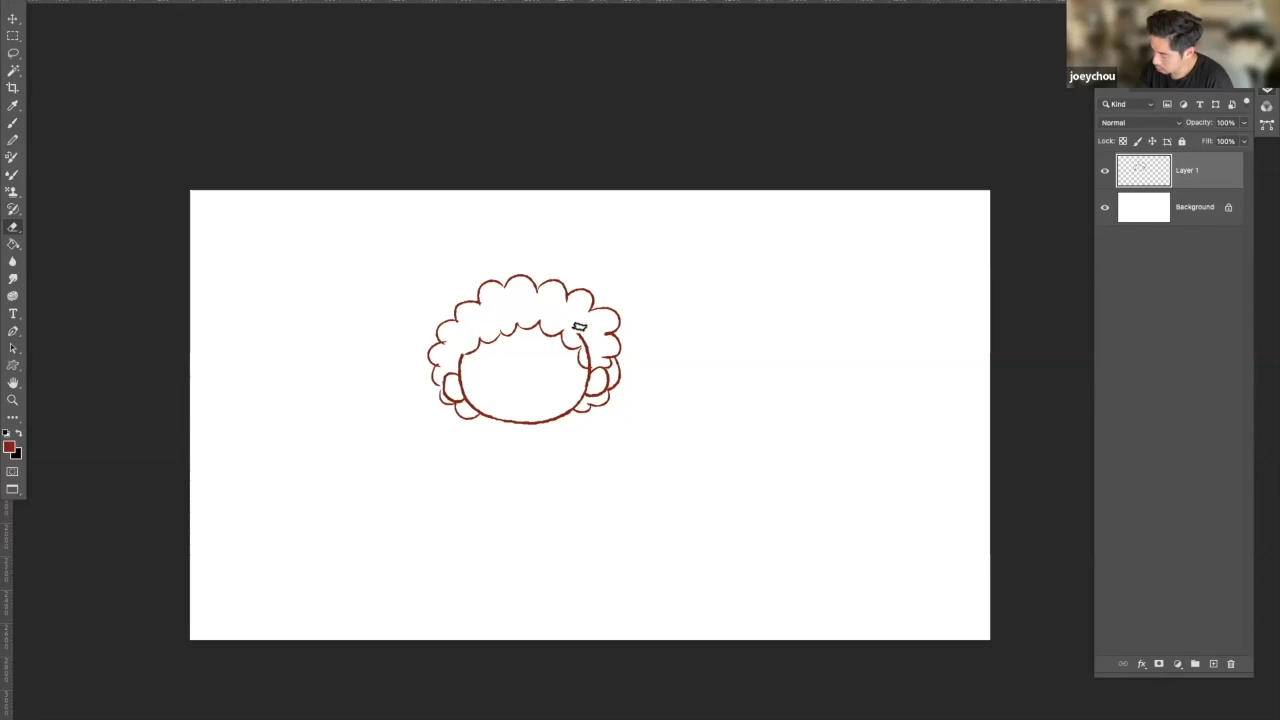 joeychou
Kind
Normal Opacity: 100%
Lock: Fill: 100%
Layer 1
Background